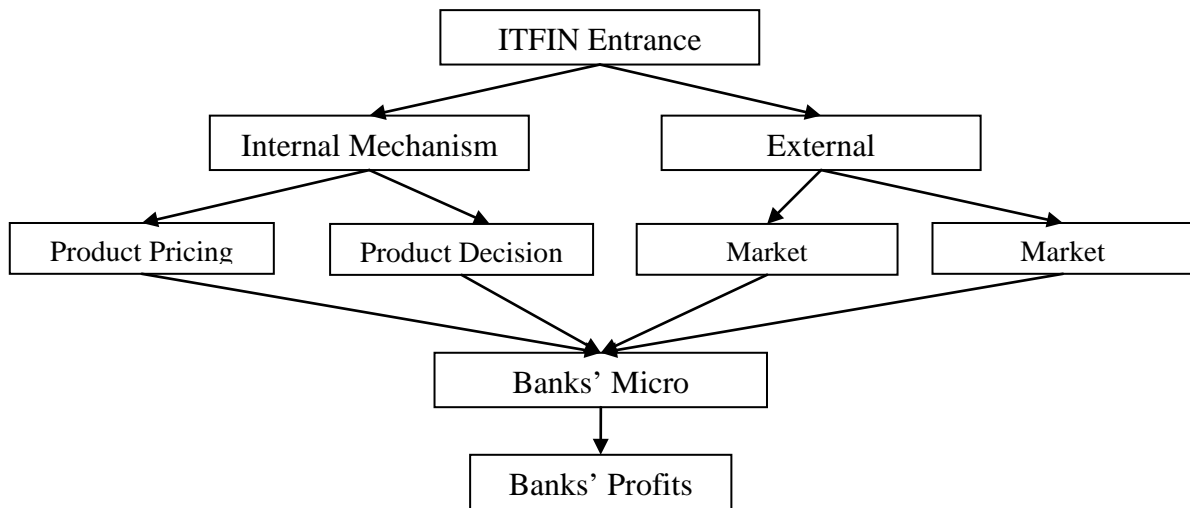 ITFIN Entrance
Internal Mechanism
External
Product Pricing
Product Decision
Market
Market
Banks’ Micro
Banks’ Profits